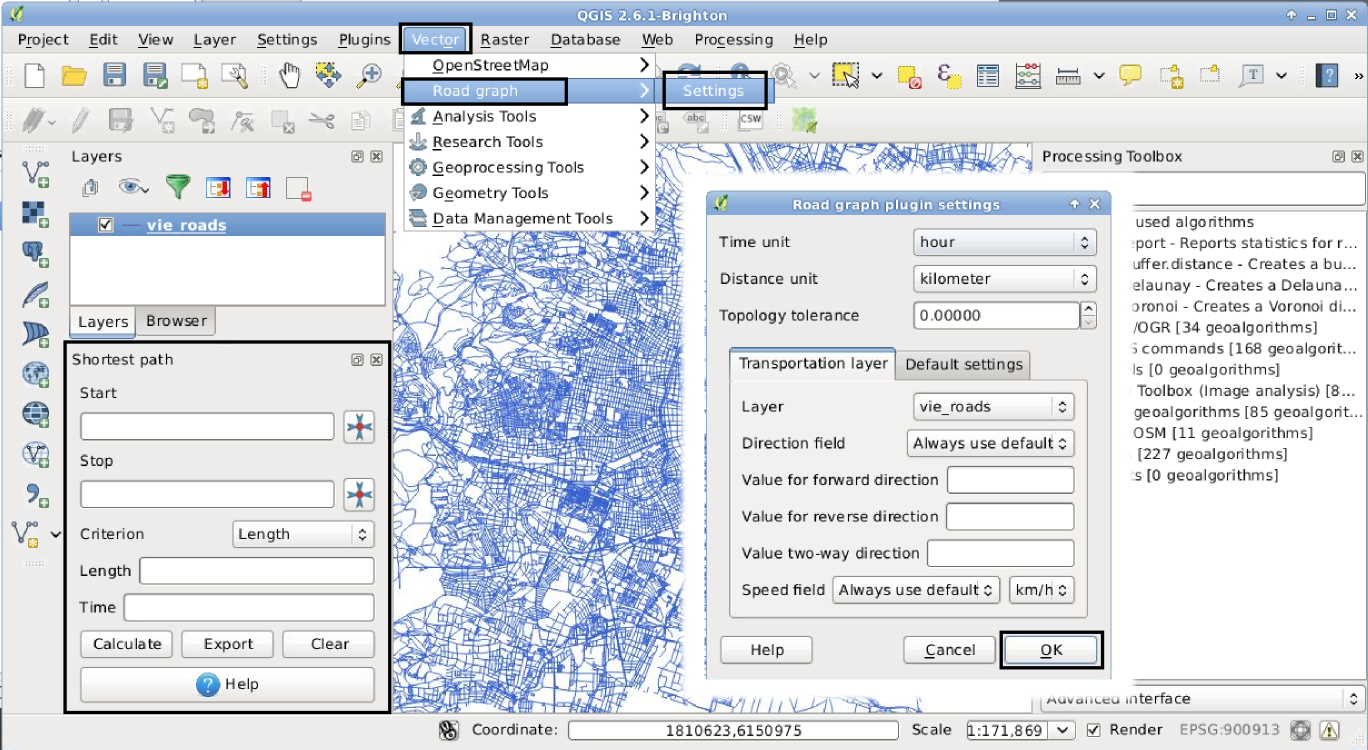 QGIS 2.6.1-Brighton
Project Edit View Layer Settings Plugins Vector Raster Database Web Processing Help
OpenStreetMap
Road graph
Settings
Analysis Tools
Research Tools
Geoprocessing Tools
Geometry Tools
Data Management Tools
abc
CSW
T
?
»
Layers
vie_roads
Layers Browser
Shortest path
Start
Stop
Criterion Length
Length
Time
Calculate Export Clear
? Help
Road graph plugin settings
Time unit hour
Distance unit kilometer
Topology tolerance 0.00000
Transportation layer Default settings
Layer vie_roads
Direction field Always use default
Value for forward direction
Value for reverse direction
Value two-way direction
Speed field Always use default km/h
Help Cancel OK
Processing Toolbox
used algorithms
port - Reports statistics for r...
uffer.distance - Creates a bu...
elaunay - Creates a Delauna...
oronoi - Creates a Voronoi di...
/OGR [34 geoalgorithms]
S commands [168 geoalgorit...
ls [0 geoalgorithms]
Toolbox (Image analysis) [8...
geoalgorithms [85 geoalgorit...
OSM [11 geoalgorithms]
[227 geoalgorithms]
ts [0 geoalgorithms]
Advanced interface
Coordinate: 1810623,6150975 Scale 1:171,869 Render EPSG:900913